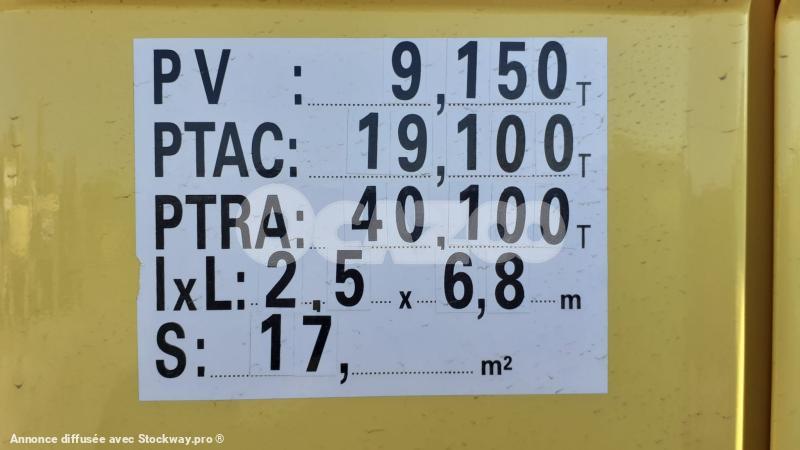 PV : 9,150 T
PTAC: 19,100 T
PTRA: 40,100 T
lxL: 2,5 x 6,8 m
S: 17, m²
OCAZOO
Annonce diffusée avec Stockway.pro ®